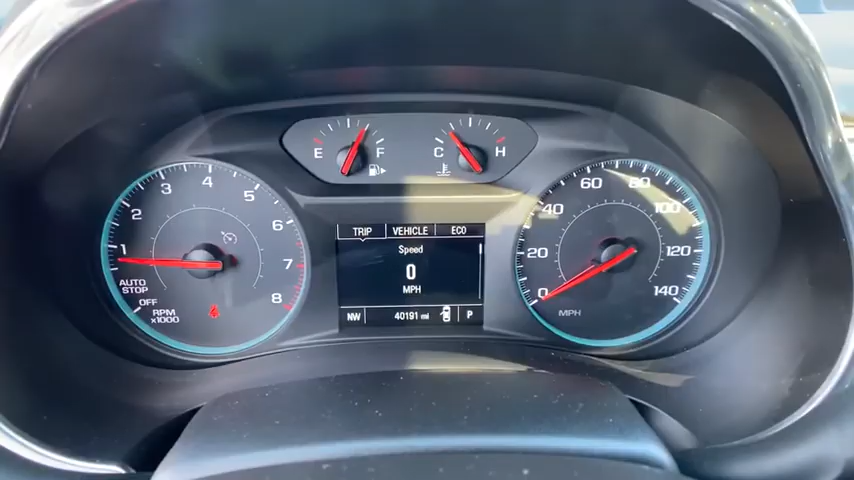 E F
C H
1 2 3 4 5 6 7 8
AUTO
STOP
OFF
RPM
x1000
TRIP VEHICLE ECO
Speed
0
MPH
NW 40191 mi P
0 20 40 60 80 100 120 140
MPH